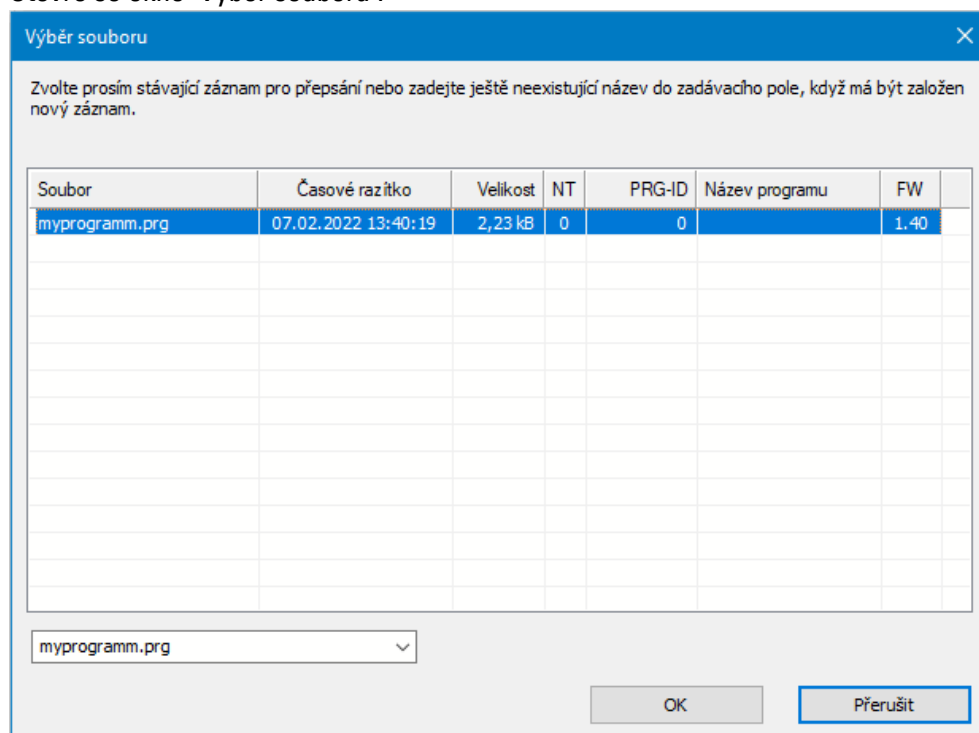 Výběr souboru
Zvolte prosím stávající záznam pro přepsání nebo zadejte ještě neexistující název do zadávacího pole, když má být založen
nový záznam.
Soubor Časové razítko Velikost NT PRG-ID Název programu FW
myprogramm.prg 07.02.2022 13:40:19 2,23 kB 0 0 1.40
myprogramm.prg
OK Přerušit